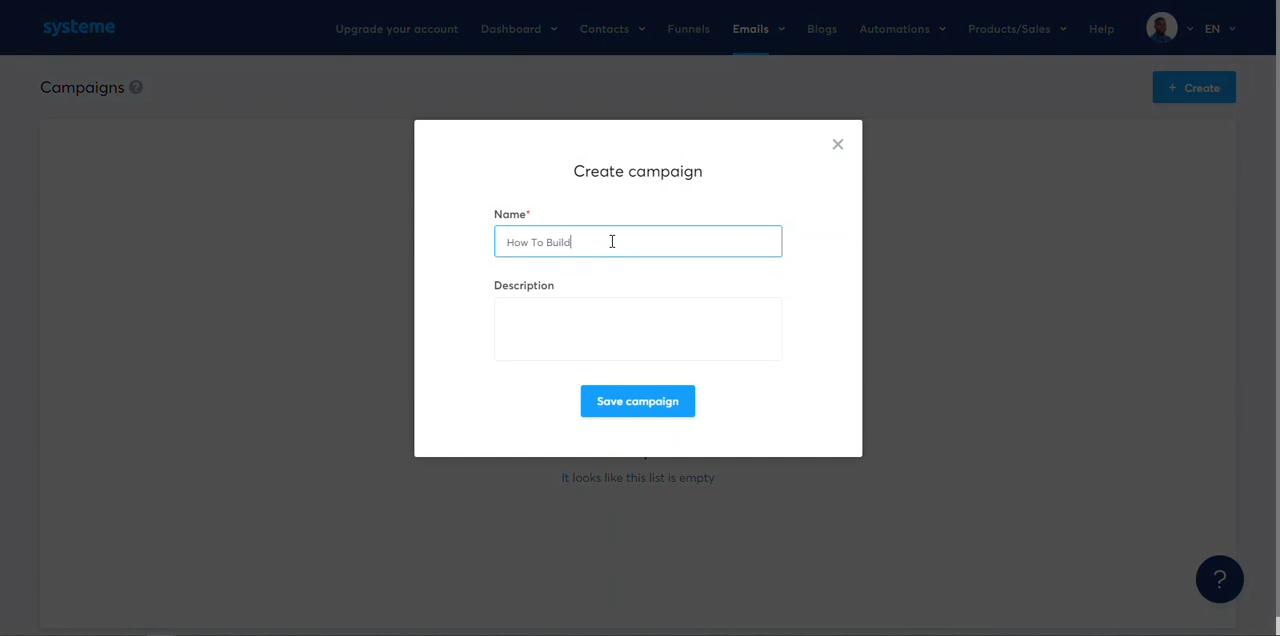 systeme
Upgrade your account Dashboard Contacts Funnels Emails Blogs Automations Products/Sales Help EN
Campaigns ?
+ Create
Create campaign
Name*
How To Build
Description
Save campaign
It looks like this list is empty
?